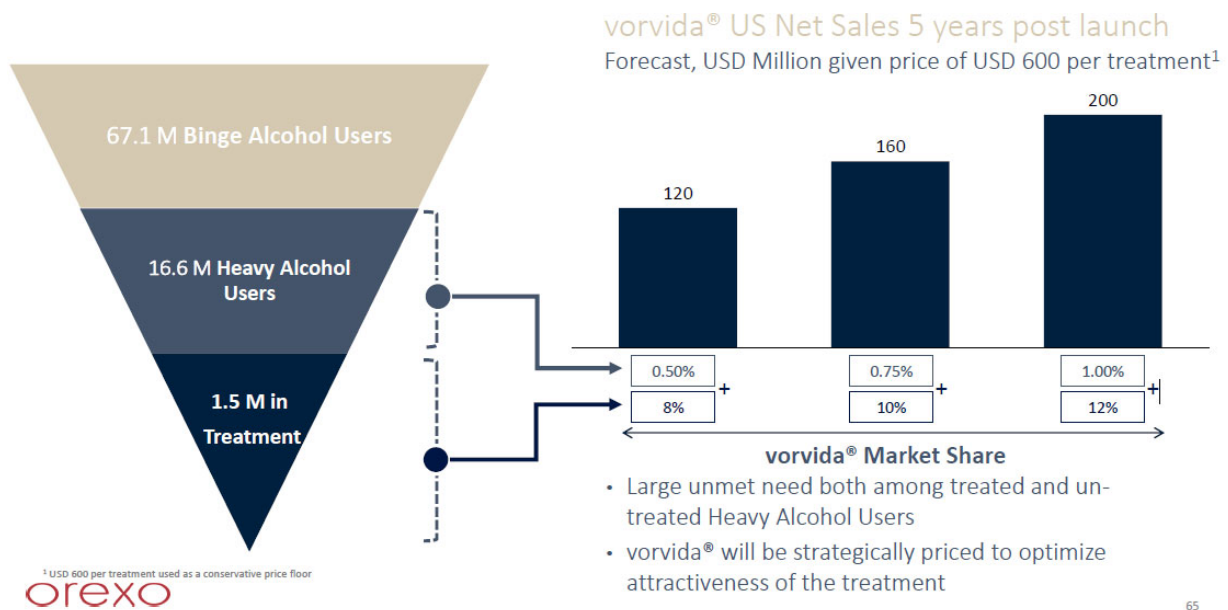 vorvida® US Net Sales 5 years post launch
Forecast, USD Million given price of USD 600 per treatment¹
67.1 M Binge Alcohol Users
16.6 M Heavy Alcohol
Users
1.5 M in
Treatment
120
160
200
0.50%
+
8%
0.75%
+
10%
1.00%
+
12%
vorvida® Market Share
• Large unmet need both among treated and un-
treated Heavy Alcohol Users
• vorvida® will be strategically priced to optimize
attractiveness of the treatment
¹ USD 600 per treatment used as a conservative price floor
orexo
65